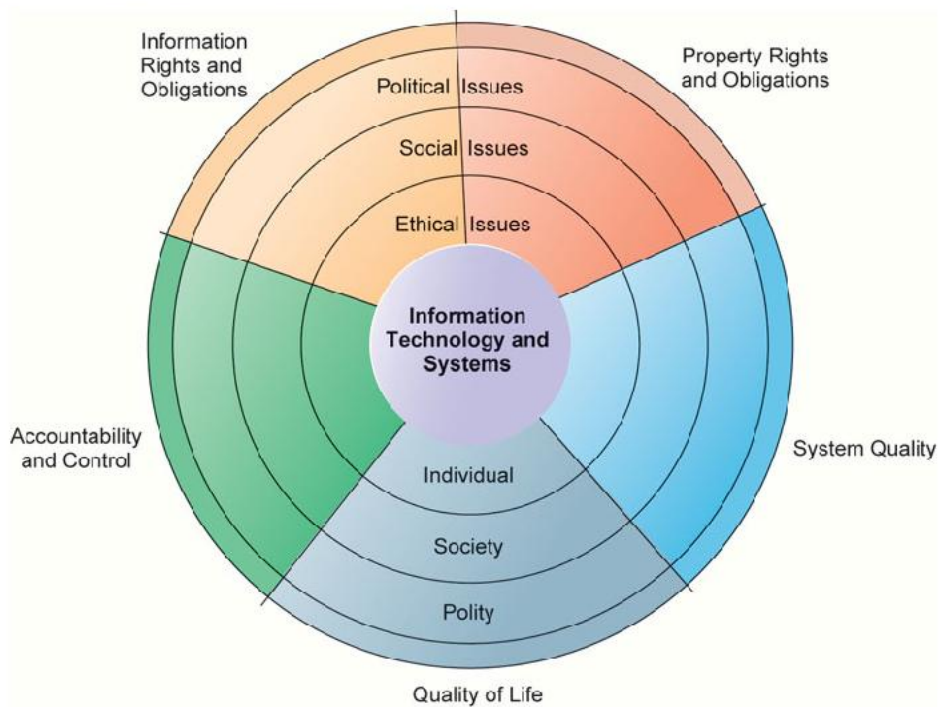 Information
Rights and
Obligations
Property Rights
and Obligations
Political Issues
Social Issues
Ethical Issues
Information
Technology and
Systems
Accountability
and Control
System Quality
Individual
Society
Polity
Quality of Life